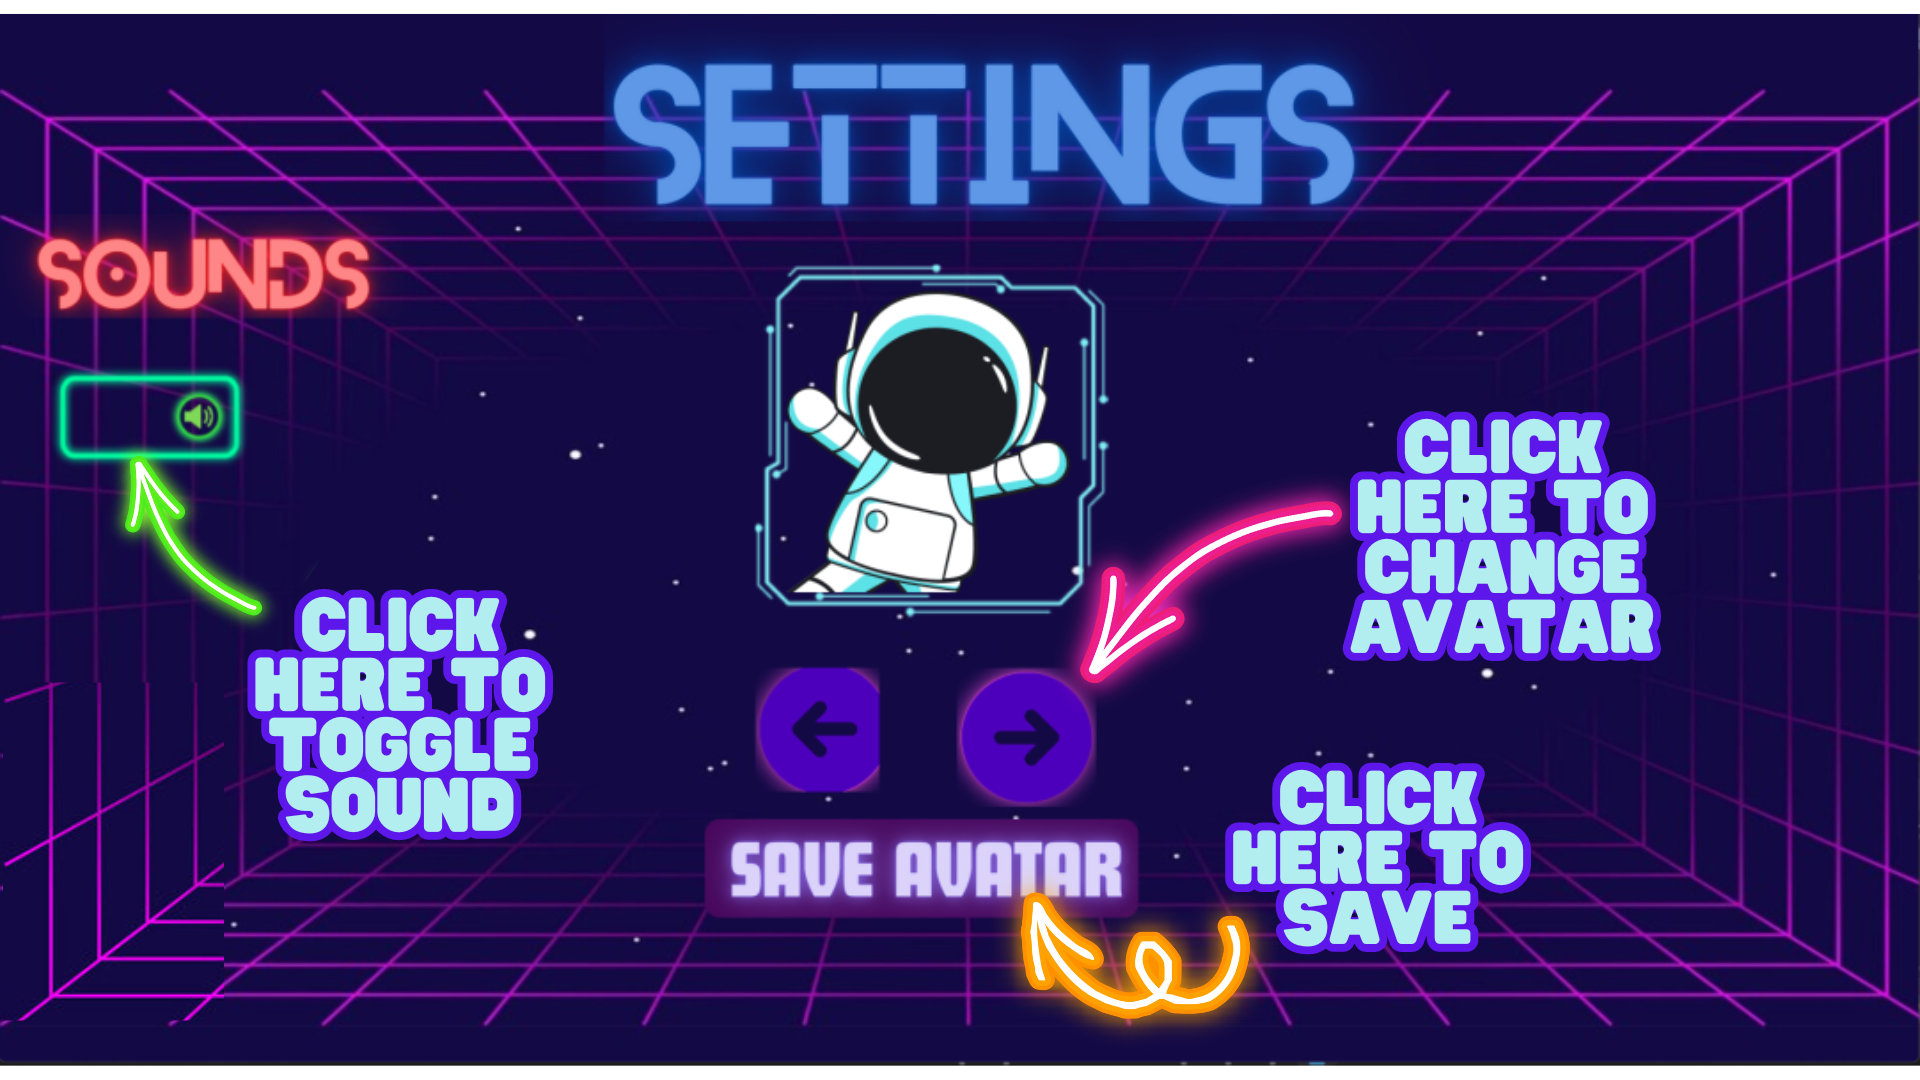 SETTINGS
SOUNDS
CLICK
HERE TO
TOGGLE
SOUND
CLICK
HERE TO
CHANGE
AVATAR
SAVE AVATAR
CLICK
HERE TO
SAVE